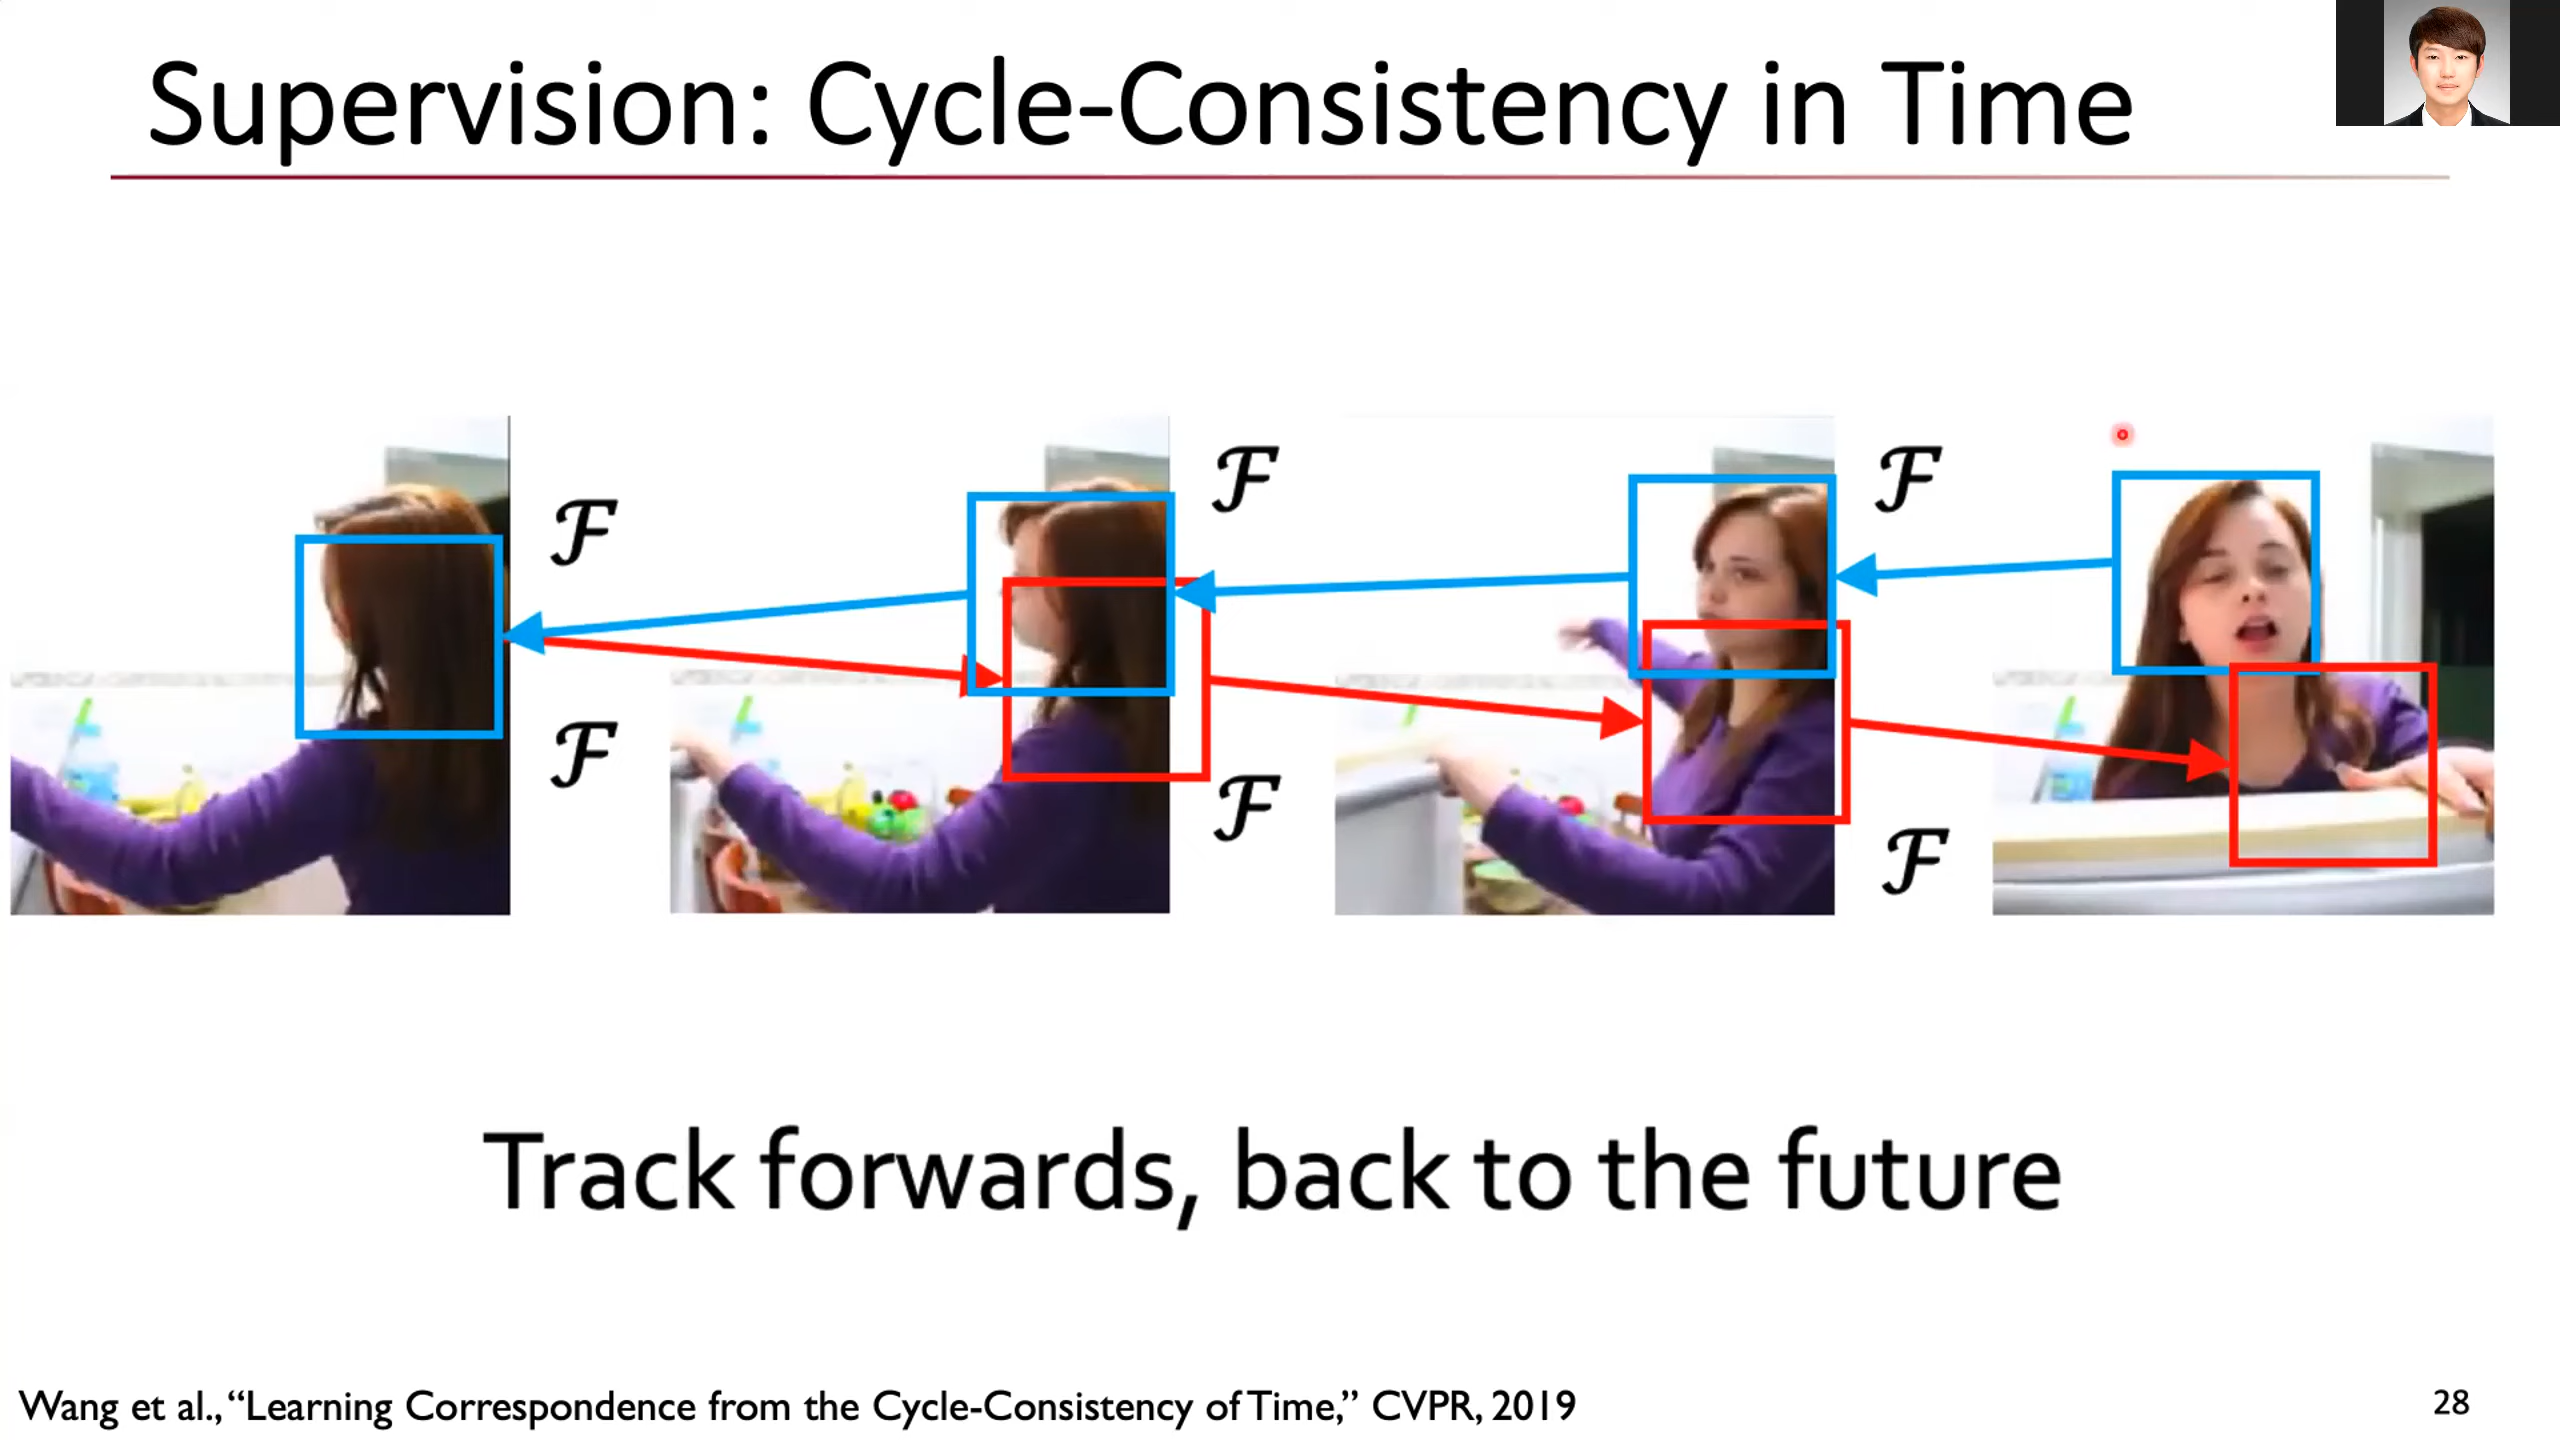 Supervision: Cycle-Consistency in Time
ℱ ℱ ℱ
ℱ ℱ ℱ
Track forwards, back to the future
Wang et al., “Learning Correspondence from the Cycle-Consistency of Time,” CVPR, 2019
28